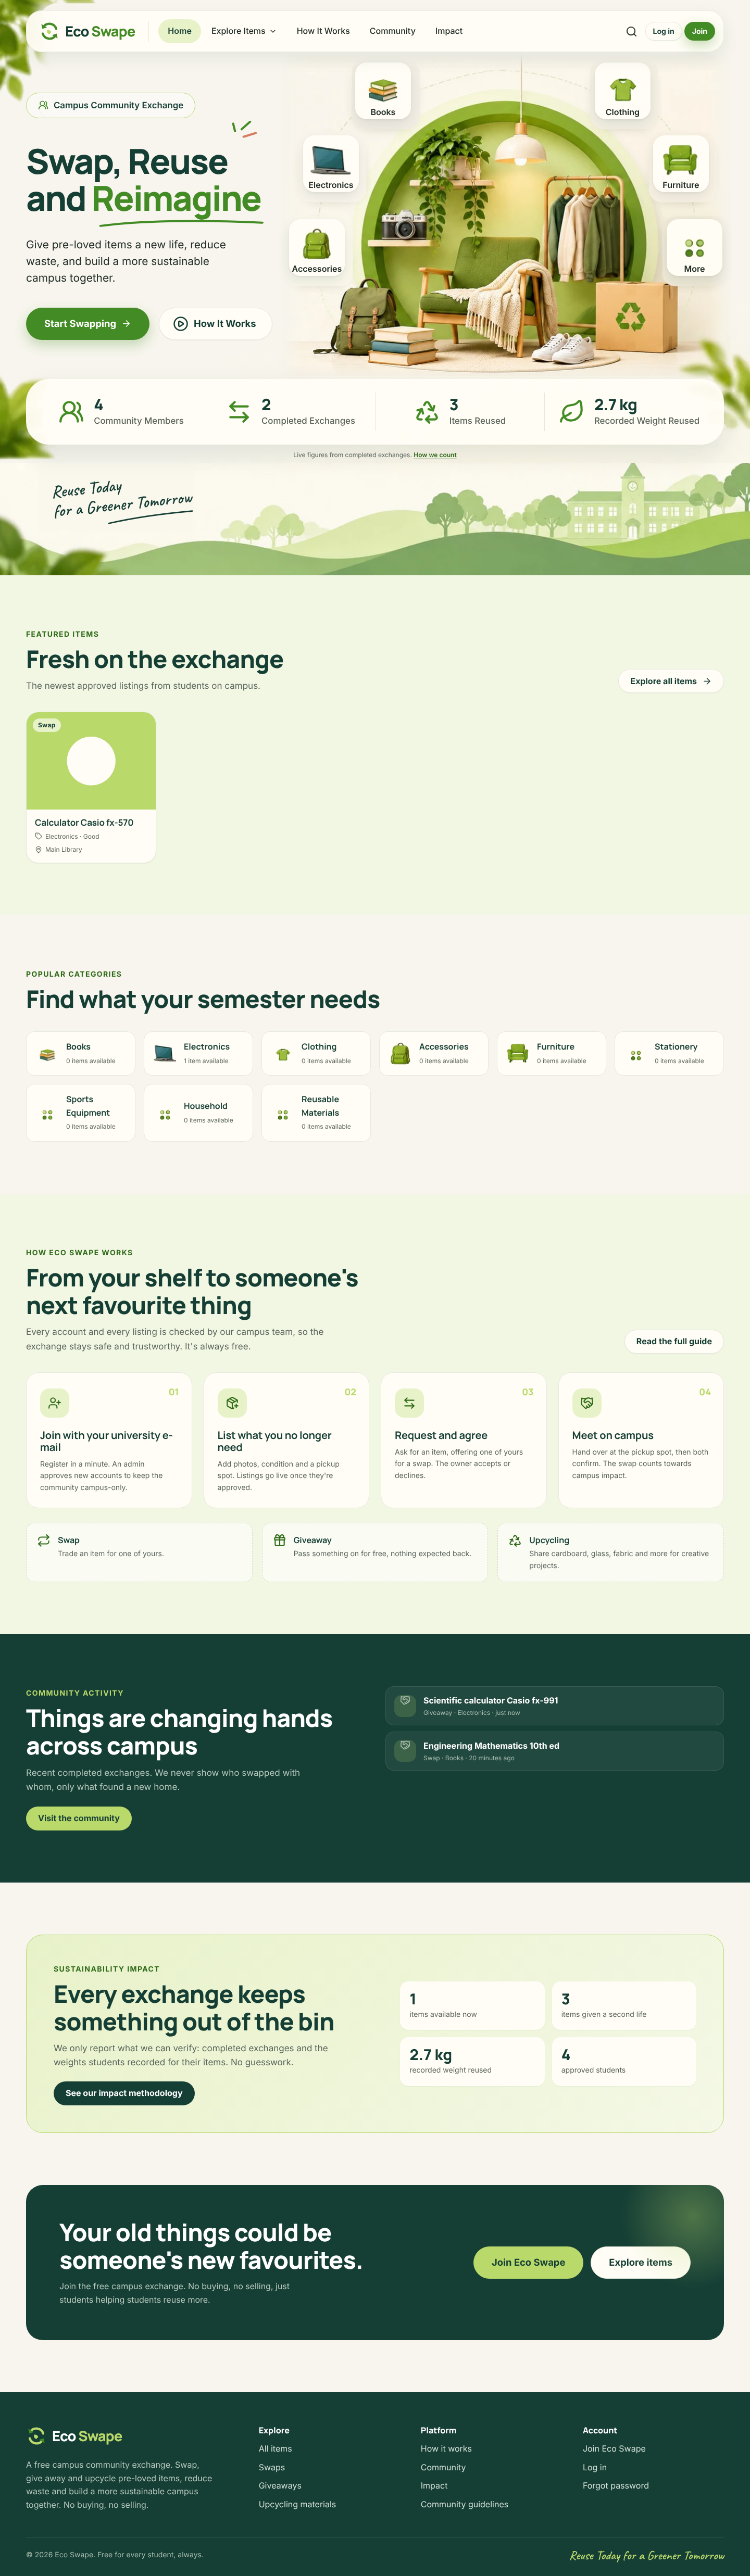 Eco Swape
Home
Explore Items
How It Works
Community
Impact
Log in
Join
Campus Community Exchange
Swap, Reuse
and Reimagine
Give pre-loved items a new life, reduce
waste, and build a more sustainable
campus together.
Start Swapping
How It Works
Books
Clothing
Electronics
Furniture
Accessories
More
4
Community Members
2
Completed Exchanges
3
Items Reused
2.7 kg
Recorded Weight Reused
Live figures from completed exchanges. How we count
Reuse Today
for a Greener Tomorrow
FEATURED ITEMS
Fresh on the exchange
The newest approved listings from students on campus.
Explore all items
Swap
Calculator Casio fx-570
Electronics · Good
Main Library
POPULAR CATEGORIES
Find what your semester needs
Books
0 items available
Electronics
1 item available
Clothing
0 items available
Accessories
0 items available
Furniture
0 items available
Stationery
0 items available
Sports
Equipment
0 items available
Household
0 items available
Reusable
Materials
0 items available
HOW ECO SWAPE WORKS
From your shelf to someone's
next favourite thing
Every account and every listing is checked by our campus team, so the
exchange stays safe and trustworthy. It's always free.
Read the full guide
01
Join with your university e-
mail
Register in a minute. An admin
approves new accounts to keep the
community campus-only.
02
List what you no longer
need
Add photos, condition and a pickup
spot. Listings go live once they're
approved.
03
Request and agree
Ask for an item, offering one of yours
for a swap. The owner accepts or
declines.
04
Meet on campus
Hand over at the pickup spot, then both
confirm. The swap counts towards
campus impact.
Swap
Trade an item for one of yours.
Giveaway
Pass something on for free, nothing expected back.
Upcycling
Share cardboard, glass, fabric and more for creative
projects.
COMMUNITY ACTIVITY
Things are changing hands
across campus
Recent completed exchanges. We never show who swapped with
whom, only what found a new home.
Visit the community
Scientific calculator Casio fx-991
Giveaway · Electronics · just now
Engineering Mathematics 10th ed
Swap · Books · 20 minutes ago
SUSTAINABILITY IMPACT
Every exchange keeps
something out of the bin
We only report what we can verify: completed exchanges and the
weights students recorded for their items. No guesswork.
See our impact methodology
1
items available now
3
items given a second life
2.7 kg
recorded weight reused
4
approved students
Your old things could be
someone's new favourites.
Join the free campus exchange. No buying, no selling, just
students helping students reuse more.
Join Eco Swape
Explore items
Eco Swape
A free campus community exchange. Swap,
give away and upcycle pre-loved items, reduce
waste and build a more sustainable campus
together. No buying, no selling.
Explore
All items
Swaps
Giveaways
Upcycling materials
Platform
How it works
Community
Impact
Community guidelines
Account
Join Eco Swape
Log in
Forgot password
© 2026 Eco Swape. Free for every student, always.
Reuse Today for a Greener Tomorrow